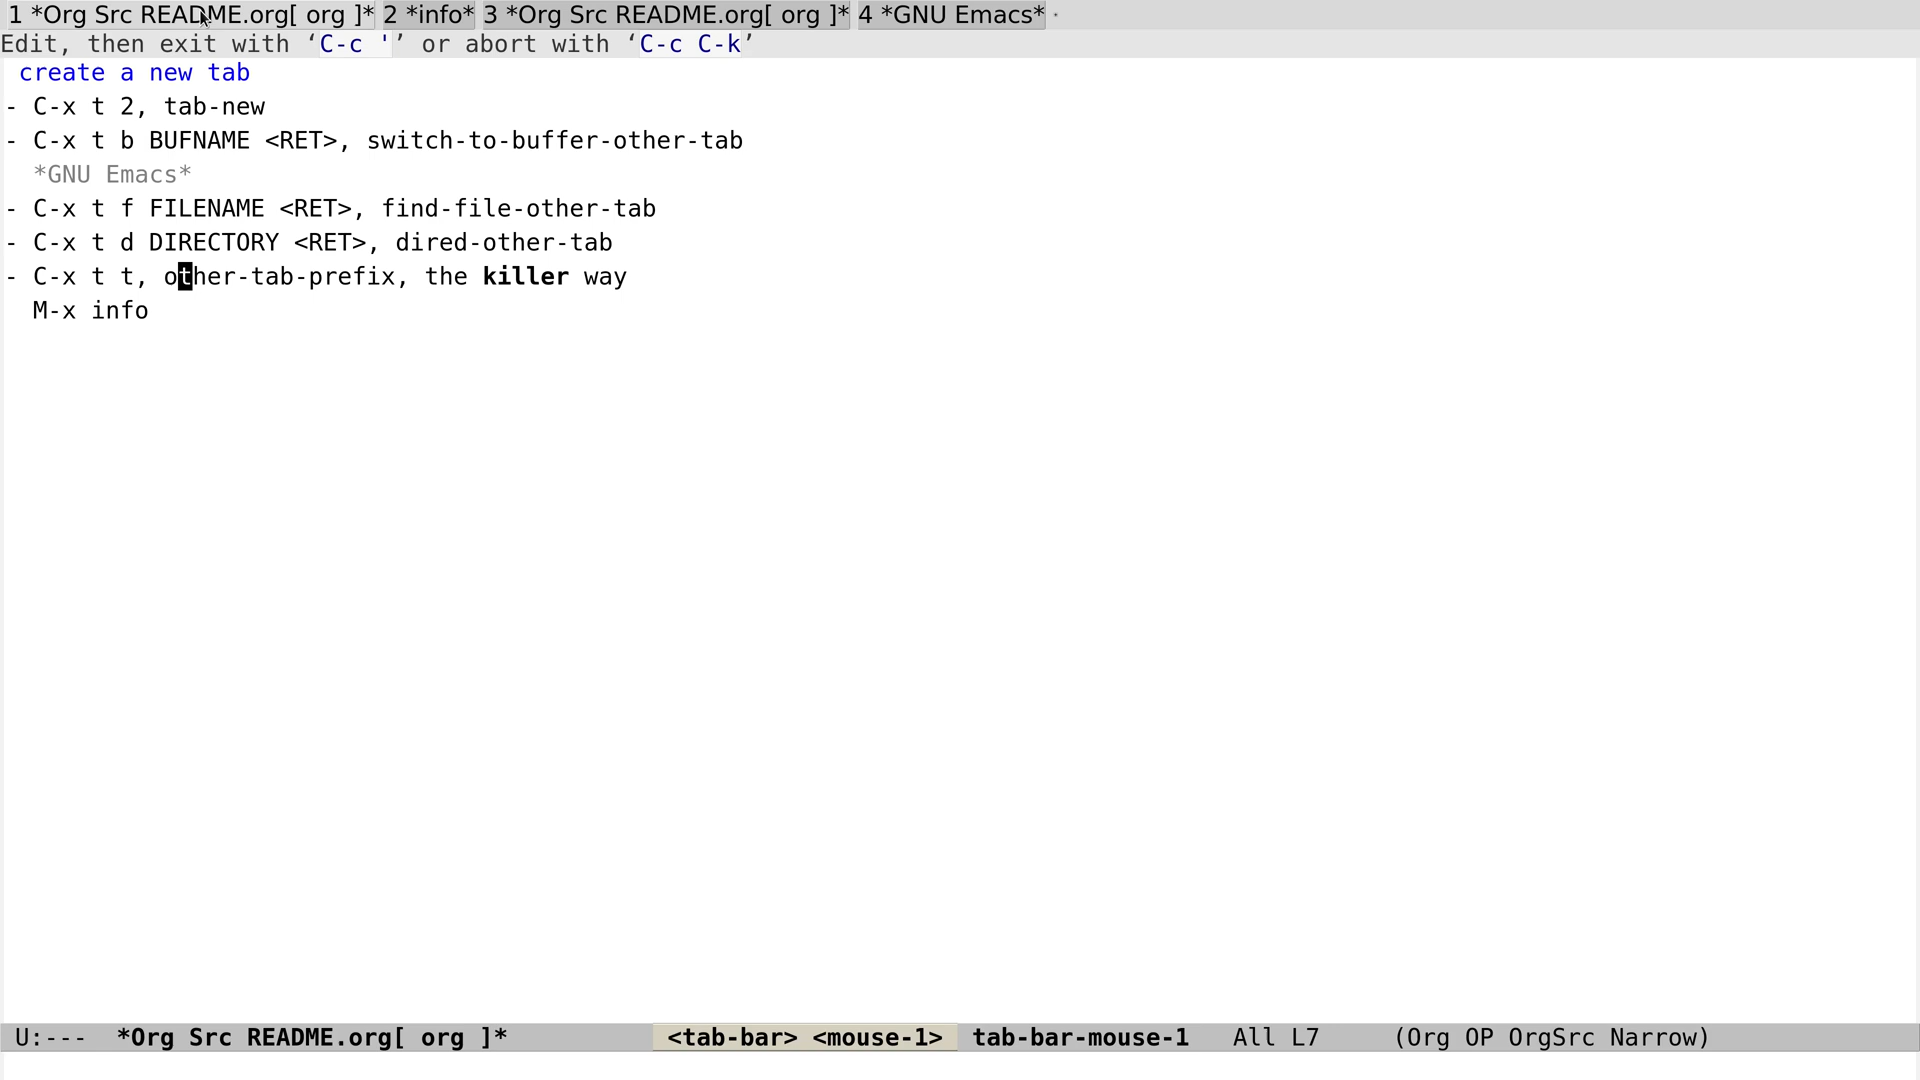 1 *Org Src README.org[ org ]* 2 *info* 3 *Org Src README.org[ org ]* 4 *GNU Emacs*
Edit, then exit with ‘C-c '’ or abort with ‘C-c C-k’
create a new tab
- C-x t 2, tab-new
- C-x t b BUFNAME <RET>, switch-to-buffer-other-tab
*GNU Emacs*
- C-x t f FILENAME <RET>, find-file-other-tab
- C-x t d DIRECTORY <RET>, dired-other-tab
- C-x t t, other-tab-prefix, the killer way
M-x info
U:---  *Org Src README.org[ org ]*  <tab-bar> <mouse-1>  tab-bar-mouse-1  All L7  (Org OP OrgSrc Narrow)